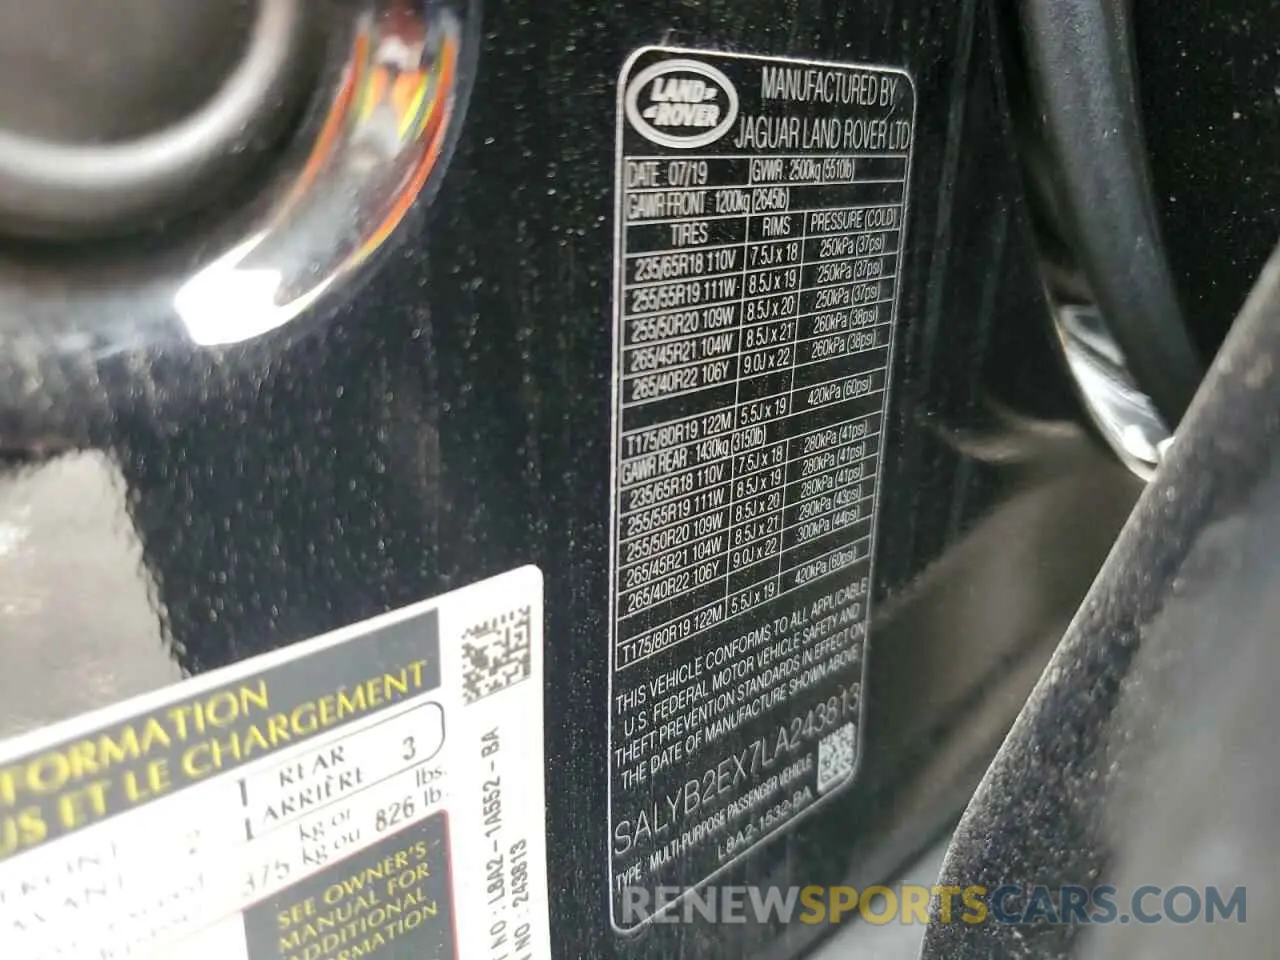 LAND ROVER
MANUFACTURED BY
JAGUAR LAND ROVER LTD
DATE : 07/19 GVWR : 2500kg (5510lb)
GAWR FRONT : 1200kg (2645lb)
TIRES RIMS PRESSURE (COLD)
235/65R18 110V 7.5J x 18 250kPa (37psi)
255/55R19 111W 8.5J x 19 250kPa (37psi)
255/50R20 109W 8.5J x 20 250kPa (37psi)
265/45R21 104W 8.5J x 21 260kPa (38psi)
265/40R22 106Y 9.0J x 22 260kPa (38psi)
T175/80R19 122M 5.5J x 19 420kPa (60psi)
GAWR REAR : 1430kg (3150lb)
235/65R18 110V 7.5J x 18 280kPa (41psi)
255/55R19 111W 8.5J x 19 280kPa (41psi)
255/50R20 109W 8.5J x 20 280kPa (41psi)
265/45R21 104W 8.5J x 21 290kPa (43psi)
265/40R22 106Y 9.0J x 22 300kPa (44psi)
T175/80R19 122M 5.5J x 19 420kPa (60psi)
THIS VEHICLE CONFORMS TO ALL APPLICABLE
U.S. FEDERAL MOTOR VEHICLE SAFETY AND
THEFT PREVENTION STANDARDS IN EFFECT ON
THE DATE OF MANUFACTURE SHOWN ABOVE
SALYB2EX7LA243813
TYPE : MULTI-PURPOSE PASSENGER VEHICLE
L8A2-1532-BA
FORMATION
US ET LE CHARGEMENT
2 REAR 3
ARRIÈRE
375 kg or 826 lbs.
kg ou lb.
SEE OWNER'S
MANUAL FOR
ADDITIONAL
NO : L8A2-1A552-BA
NO : 243813
RENEWSPORTSCARS.COM